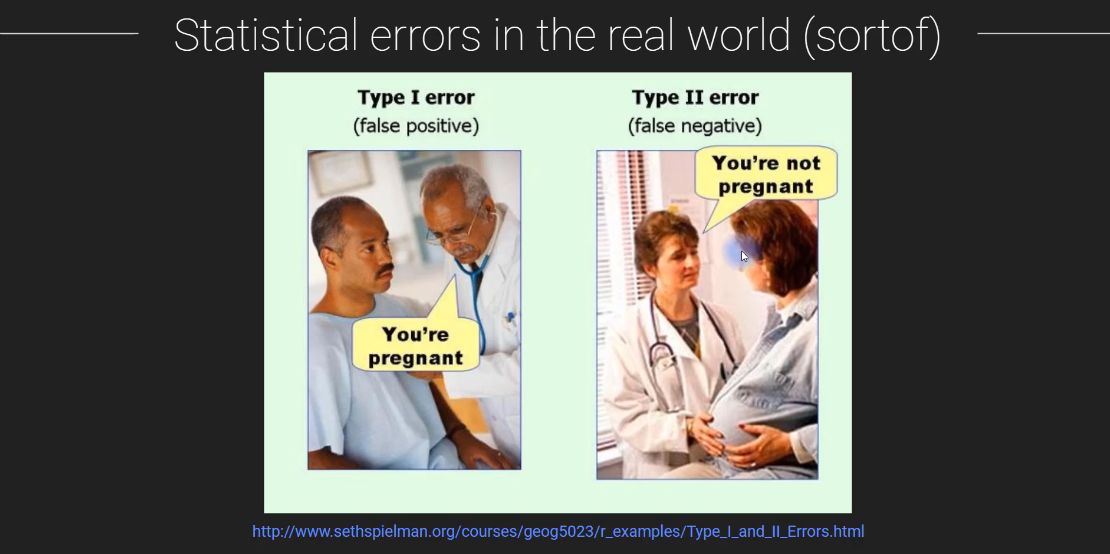 Statistical errors in the real world (sortof)
Type I error
(false positive)
You're
pregnant
Type II error
(false negative)
You're not
pregnant
http://www.sethspielman.org/courses/geog5023/r_examples/Type_I_and_II_Errors.html